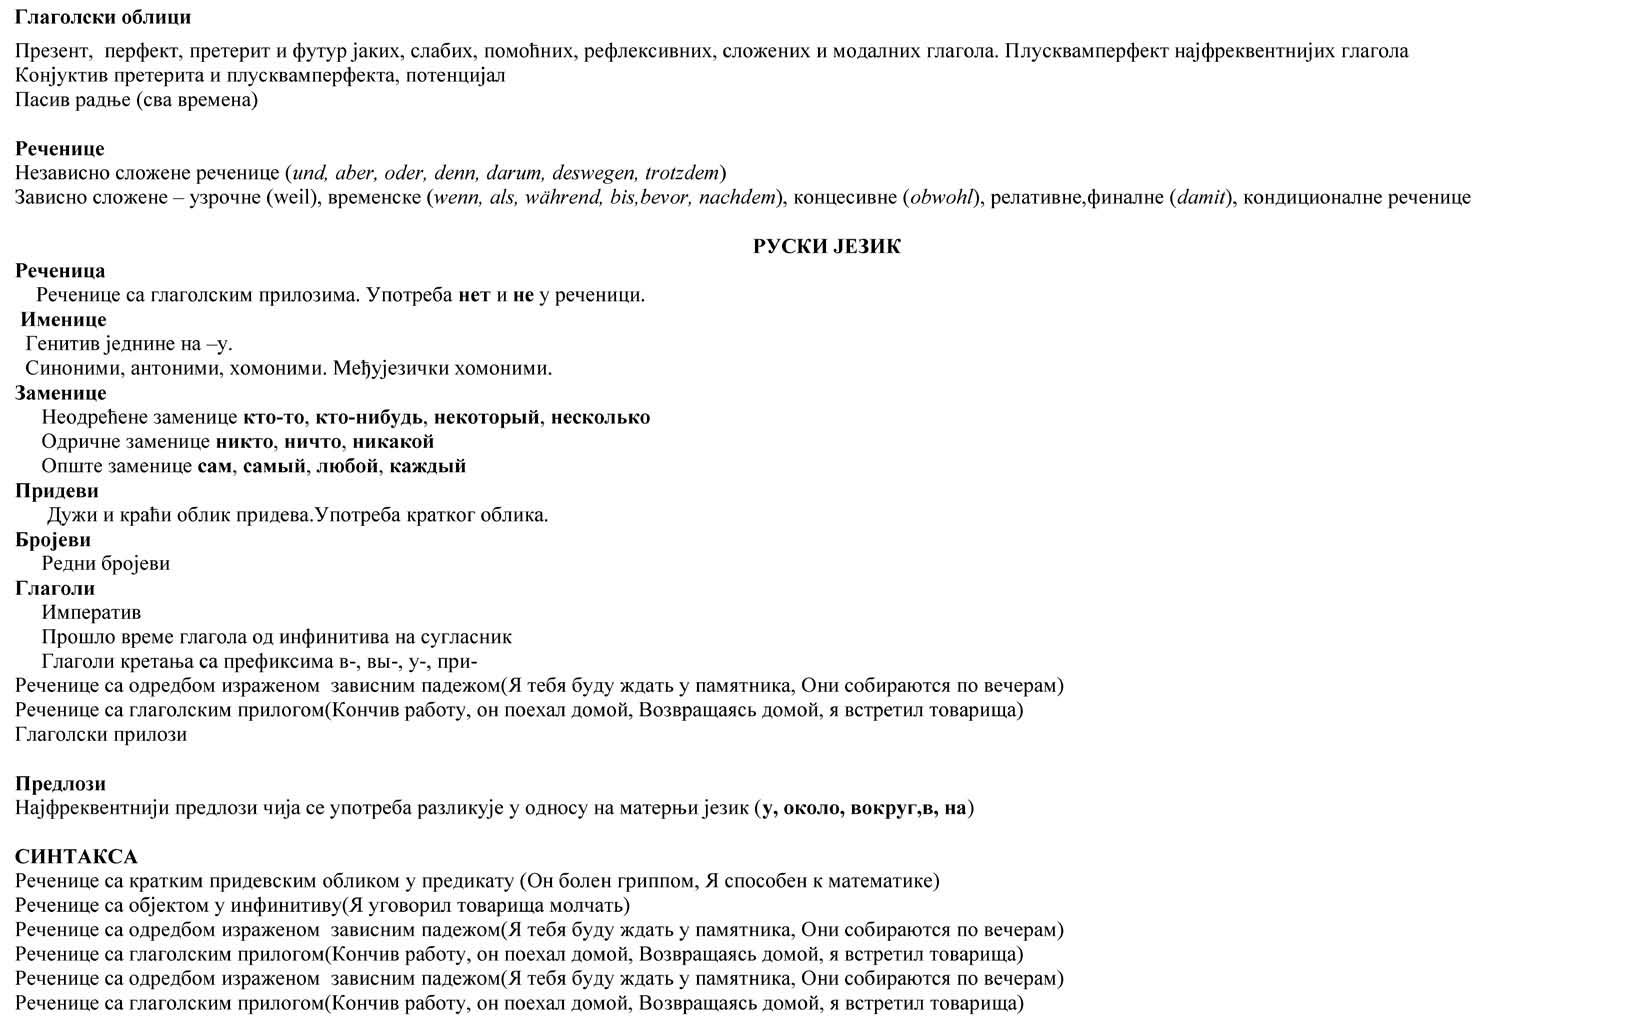 Глаголски облици
Презент,  перфект, претерит и футур јаких, слабих, помоћних, рефлексивних, сложених и модалних глагола. Плусквамперфект најфреквентнијих глагола
Конјуктив претерита и плусквамперфекта, потенцијал
Пасив радње (сва времена)
Реченице
Независно сложене реченице (und, aber, oder, denn, darum, deswegen, trotzdem)
Зависно сложене – узрочне (weil), временске (wenn, als, während, bis,bevor, nachdem), концесивне (obwohl), релативне,финалне (damit), кондиционалне реченице
РУСКИ ЈЕЗИК
Реченица
Реченице са глаголским прилозима. Употреба нет и не у реченици.
Именице
Генитив једнине на –у.
Синоними, антоними, хомоними. Међујезички хомоними.
Заменице
Неодрећене заменице кто-то, кто-нибудь, некоторый, несколько
Одричне заменице никто, ничто, никакой
Опште заменице сам, самый, любой, каждый
Придеви
Дужи и краћи облик придева.Употреба кратког облика.
Бројеви
Редни бројеви
Глаголи
Императив
Прошло време глагола од инфинитива на сугласник
Глаголи кретања са префиксима в-, вы-, у-, при-
Реченице са одредбом израженом  зависним падежом(Я тебя буду ждать у памятника, Они собираются по вечерам)
Реченице са глаголским прилогом(Кончив работу, он поехал домой, Возвращаясь домой, я встретил товарища)
Глаголски прилози
Предлози
Најфреквентнији предлози чија се употреба разликује у односу на матерњи језик (у, около, вокруг,в, на)
СИНТАКСА
Реченице са кратким придевским обликом у предикату (Он болен гриппом, Я способен к математике)
Реченице са објектом у инфинитиву(Я уговорил товарища молчать)
Реченице са одредбом израженом  зависним падежом(Я тебя буду ждать у памятника, Они собираются по вечерам)
Реченице са глаголским прилогом(Кончив работу, он поехал домой, Возвращаясь домой, я встретил товарища)
Реченице са одредбом израженом  зависним падежом(Я тебя буду ждать у памятника, Они собираются по вечерам)
Реченице са глаголским прилогом(Кончив работу, он поехал домой, Возвращаясь домой, я встретил товарища)